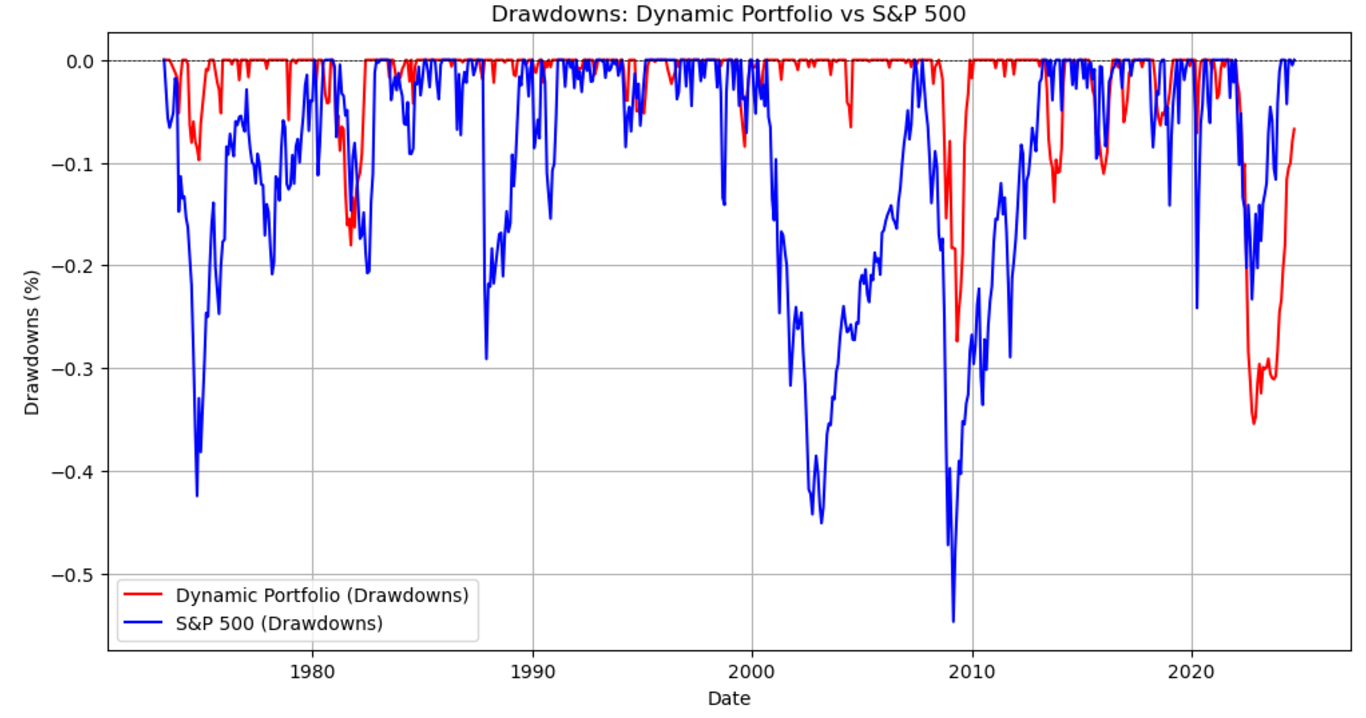 Drawdowns: Dynamic Portfolio vs S&P 500
0.0
−0.1
−0.2
−0.3
−0.4
−0.5
Drawdowns (%)
Dynamic Portfolio (Drawdowns)
S&P 500 (Drawdowns)
1980 1990 2000 2010 2020
Date